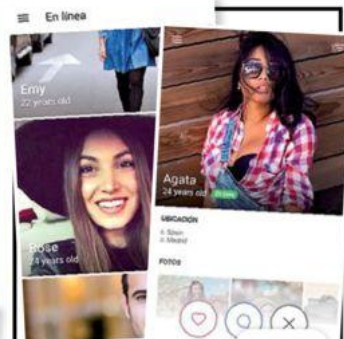 En línea
Emy
22 years old
Rose
24 years old
Agata
24 years old
UBICACIÓN
Spain
Madrid
FOTOS